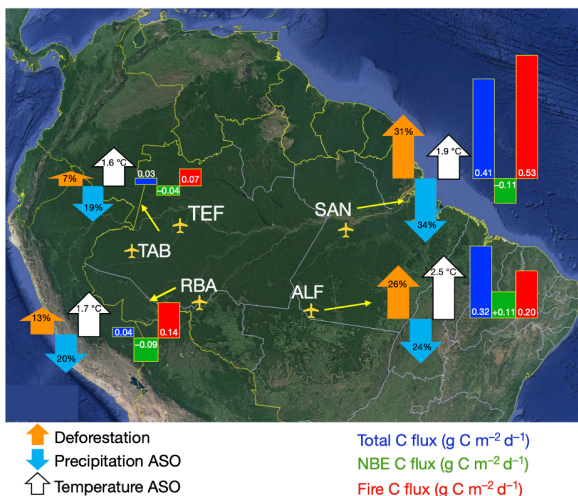 31%
1.9 °C
0.41
−0.11
0.53
34%
1.6 °C
7%
19%
0.03
−0.04
0.07
TEF
SAN
TAB
2.5 °C
26%
24%
0.32
+0.11
0.20
RBA
ALF
1.7 °C
13%
20%
0.04
−0.09
0.14
Deforestation
Precipitation ASO
Temperature ASO
Total C flux (g C m⁻² d⁻¹)
NBE C flux (g C m⁻² d⁻¹)
Fire C flux (g C m⁻² d⁻¹)